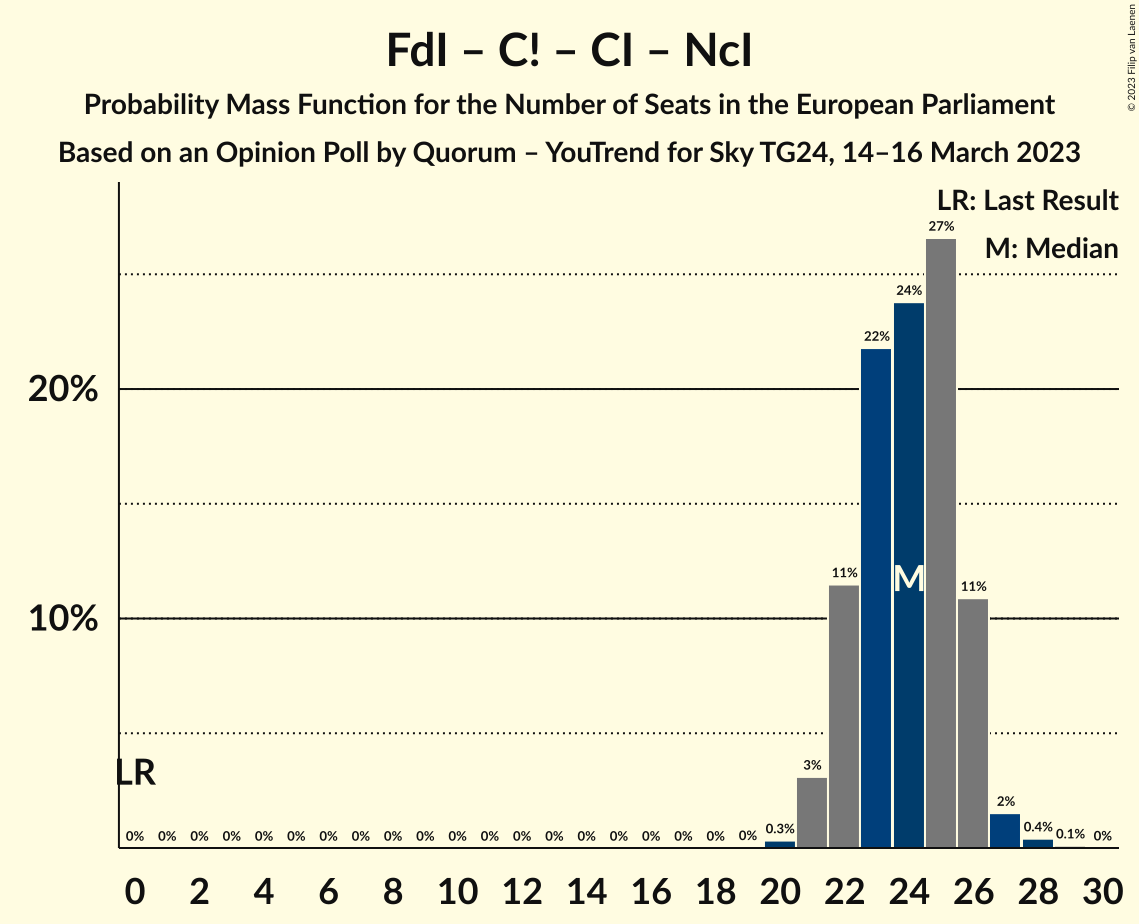 FdI – C! – CI – NcI
Probability Mass Function for the Number of Seats in the European Parliament
Based on an Opinion Poll by Quorum – YouTrend for Sky TG24, 14–16 March 2023
© 2023 Filip van Laenen
LR: Last Result
M: Median
20%
10%
LR
M
0% 0% 0% 0% 0% 0% 0% 0% 0% 0% 0% 0% 0% 0% 0% 0% 0% 0% 0% 0% 0.3% 3% 11% 22% 24% 27% 11% 2% 0.4% 0.1% 0%
0 2 4 6 8 10 12 14 16 18 20 22 24 26 28 30